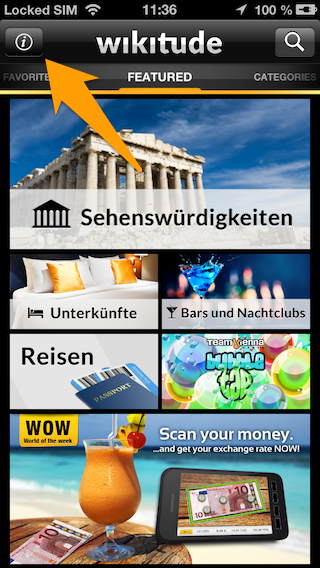 Locked SIM 11:36 100 %
wikitude
FAVORITE FEATURED CATEGORIES
Sehenswürdigkeiten
Unterkünfte
Bars und Nachtclubs
Reisen
PASSPORT
TEAM Vienna
bubble
tap
WOW
World of the week
Scan your money.
...and get your exchange rate NOW!
10
10